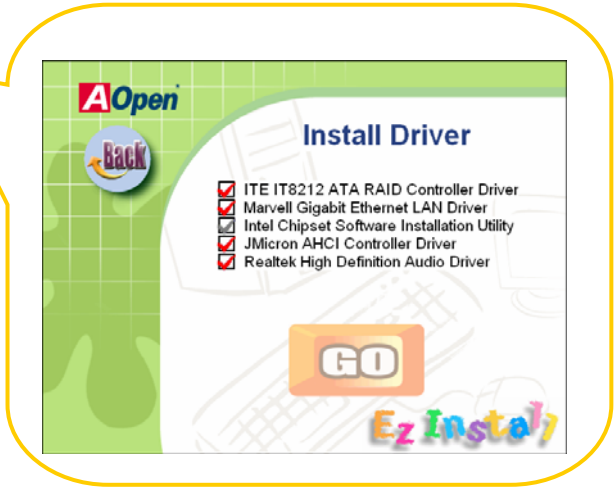 AOpen
Back
Install Driver
ITE IT8212 ATA RAID Controller Driver
Marvell Gigabit Ethernet LAN Driver
Intel Chipset Software Installation Utility
JMicron AHCI Controller Driver
Realtek High Definition Audio Driver
GO
Ez Install